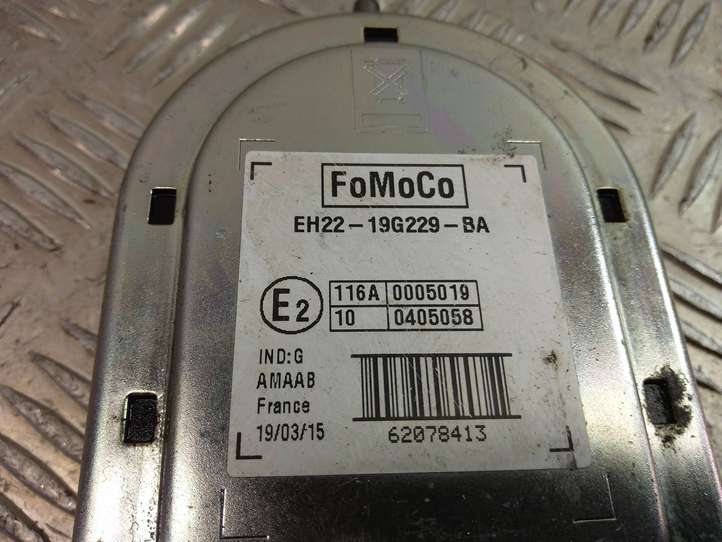 FoMoCo
EH22-19G229-BA
E2
116A 0005019
10 0405058
IND:G
AMAAB
France
19/03/15
62078413